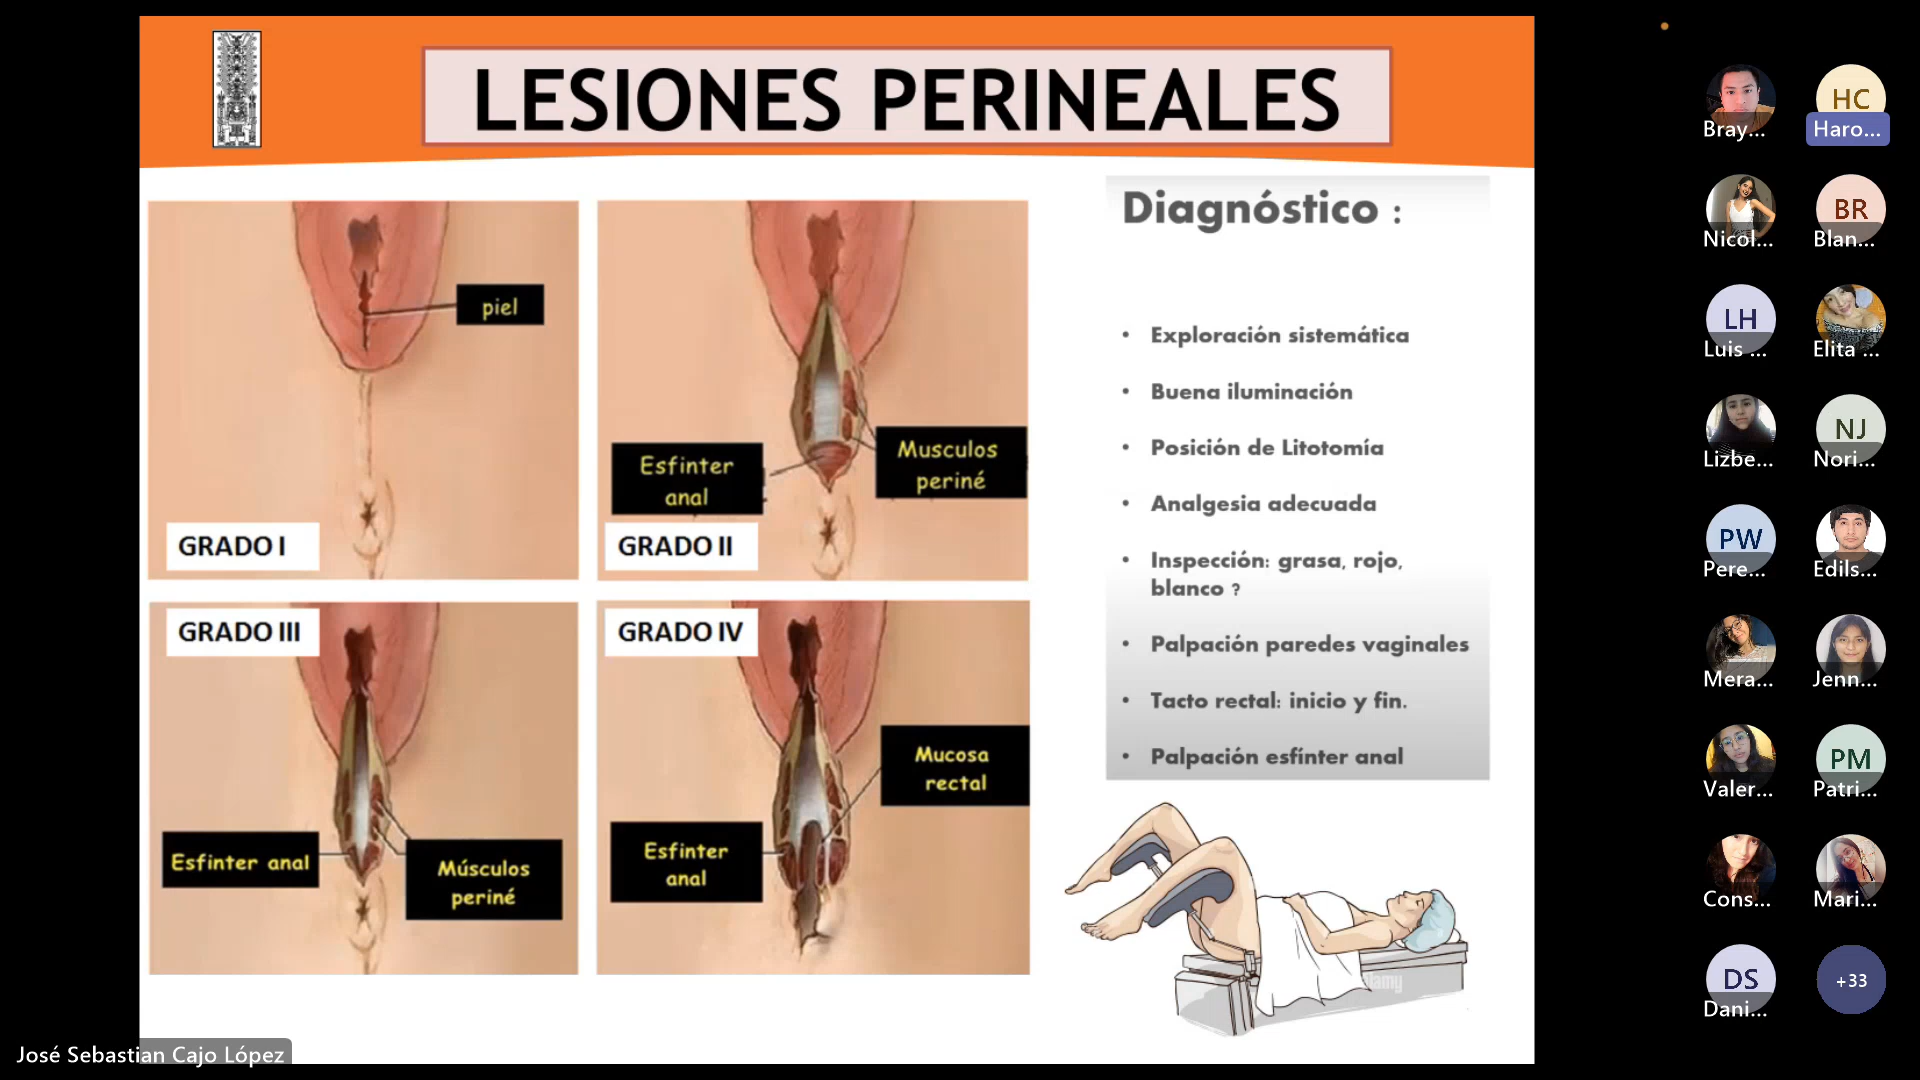 LESIONES PERINEALES
piel
GRADO I
Esfinter
anal
Musculos
periné
GRADO II
GRADO III
Esfinter anal
Músculos
periné
GRADO IV
Mucosa
rectal
Esfinter
anal
Diagnóstico :
• Exploración sistemática
• Buena iluminación
• Posición de Litotomía
• Analgesia adecuada
• Inspección: grasa, rojo,
blanco ?
• Palpación paredes vaginales
• Tacto rectal: inicio y fin.
• Palpación esfínter anal
José Sebastian Cajo López
Bray...
HC
Haro...
Nicol...
BR
Blan...
LH
Luis ...
Elita ...
Lizbe...
NJ
Nori...
PW
Pere...
Edils...
Mera...
Jenn...
Valer...
PM
Patri...
Cons...
Mari...
DS
Dani...
+33